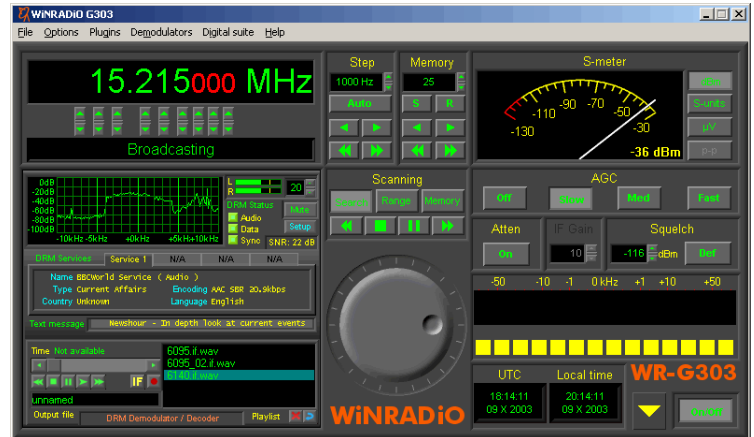 WiNRADiO G303
File Options Plugins Demodulators Digital suite Help
15.215000 MHz
Broadcasting
Step
1000 Hz
Auto
Memory
25
S R
S-meter
-130 -110 -90 -70 -50 -30
-36 dBm
dBm
S-units
µV
p-p
0dB
-20dB
-40dB
-60dB
-80dB
-100dB
-10kHz -5kHz +0kHz +5kHz +10kHz
L
R
20
DRM Status
Audio
Data
Sync
Mute
Setup
SNR: 22 dB
DRM Services Service 1 N/A N/A N/A
Name BBCWorld Service ( Audio )
Type Current Affairs Encoding AAC SBR 20.9kbps
Country Unknown Language English
Text message Newshour - In depth look at current events
Time Not available
IF
unnamed
6095.if.wav
6095_02.if.wav
6140.if.wav
Output file DRM Demodulator / Decoder Playlist
Scanning
Search Range Memory
WiNRADiO
AGC
Off Slow Med Fast
Atten
On
IF Gain
10
Squelch
-116 dBm Def
-50 -10 -1 0 kHz +1 +10 +50
UTC
18:14:11
09 X 2003
Local time
20:14:11
09 X 2003
WR-G303
On/Off